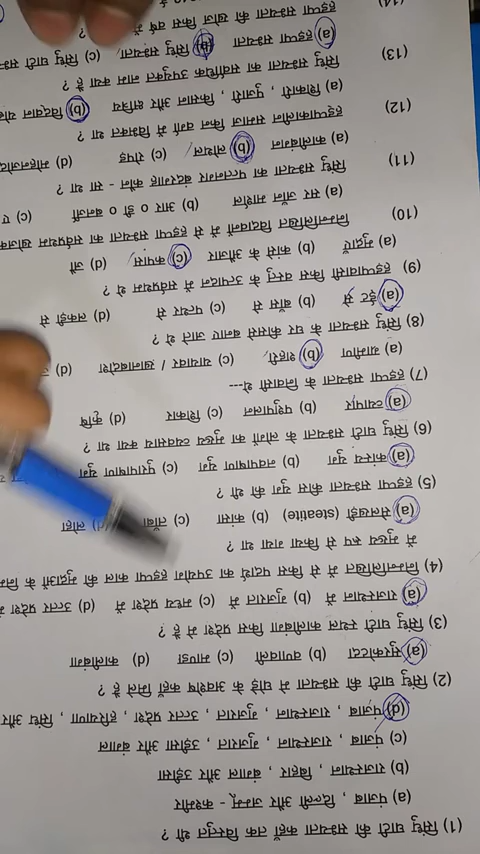 (1) सिंधु घाटी की सभ्यता कहाँ तक विस्तृत थी ?
(a) पंजाब , दिल्ली और जम्मू - कश्मीर
(b) राजस्थान , बिहार , बंगाल और उड़ीसा
(c) पंजाब , राजस्थान , गुजरात , उड़ीसा और बंगाल
(d) पंजाब , राजस्थान , गुजरात , उत्तर प्रदेश , हरियाणा , सिंध और
(2) सिंधु घाटी की सभ्यता में घोड़े के अवशेष कहाँ मिले हैं ?
(a) सुरकोटदा (b) वणावली (c) माण्डा (d) कालीबंगा
(3) सिंधु घाटी स्थल कालीबंगा किस प्रदेश में है ?
(a) राजस्थान में (b) गुजरात में (c) मध्य प्रदेश में (d) उत्तर प्रदेश में
(4) निम्नलिखित में से किस पदार्थ का उपयोग हड़प्पा काल की मुद्राओं के
में मुख्य रूप से किया गया था ?
(a) सेलखड़ी (steatite) (b) कांसा (c) ताँबा (d) लोहा
(5) हड़प्पा सभ्यता किस युग की थी ?
(a) कांस्य युग (b) नवपाषाण युग (c) पुरापाषाण युग
(6) सिंधु घाटी सभ्यता के लोगों का मुख्य व्यवसाय क्या था ?
(a) व्यापार (b) पशुपालन (c) शिकार (d) कृषि
(7) हड़प्पा सभ्यता के निवासी थे---
(a) ग्रामीण (b) शहरी (c) यायावर / खानाबदोश (d)
(8) सिंधु सभ्यता के घर किससे बनाए जाते थे ?
(a) ईंट से (b) बाँस से (c) पत्थर से (d) लकड़ी से
(9) हड़प्पावासी किस वस्तु के उत्पादन में सर्वप्रथम थे ?
(a) मुद्राएँ (b) कांसे के औजार (c) कपास (d) जौ
(10) निम्नलिखित विद्वानों में से हड़प्पा सभ्यता का सर्वप्रथम
(a) सर जॉन मार्शल (b) आर ० डी ० बनर्जी (c)
(11) सिंधु सभ्यता का पत्तननगर बंदरगाह कौन - सा था ?
(a) कालीबंगन (b) लोथल (c) रोपड़ (d)
(12) हड़प्पाकालीन समाज किन वर्गों में विभक्त था ?
(a) शिकारी , पुजारी , किसान और क्षत्रिय (b) विद्वान
(13) सिंधु सभ्यता का सर्वाधिक उपयुक्त नाम क्या है ?
(a) हड़प्पा सभ्यता (b) सिंधु सभ्यता (c) सिंधु घाटी
(14) हड़प्पा सभ्यता की खोज किस वर्ष